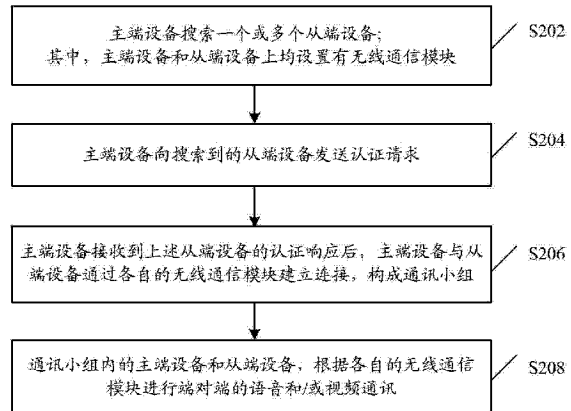 主端设备搜索一个或多个从端设备;
其中，主端设备和从端设备上均设置有无线通信模块
S202
主端设备向搜索到的从端设备发送认证请求
S204
主端设备接收到上述从端设备的认证响应后，主端设备与从
端设备通过各自的无线通信模块建立连接，构成通讯小组
S206
通讯小组内的主端设备和从端设备，根据各自的无线通信
模块进行端对端的语音和/或视频通讯
S208